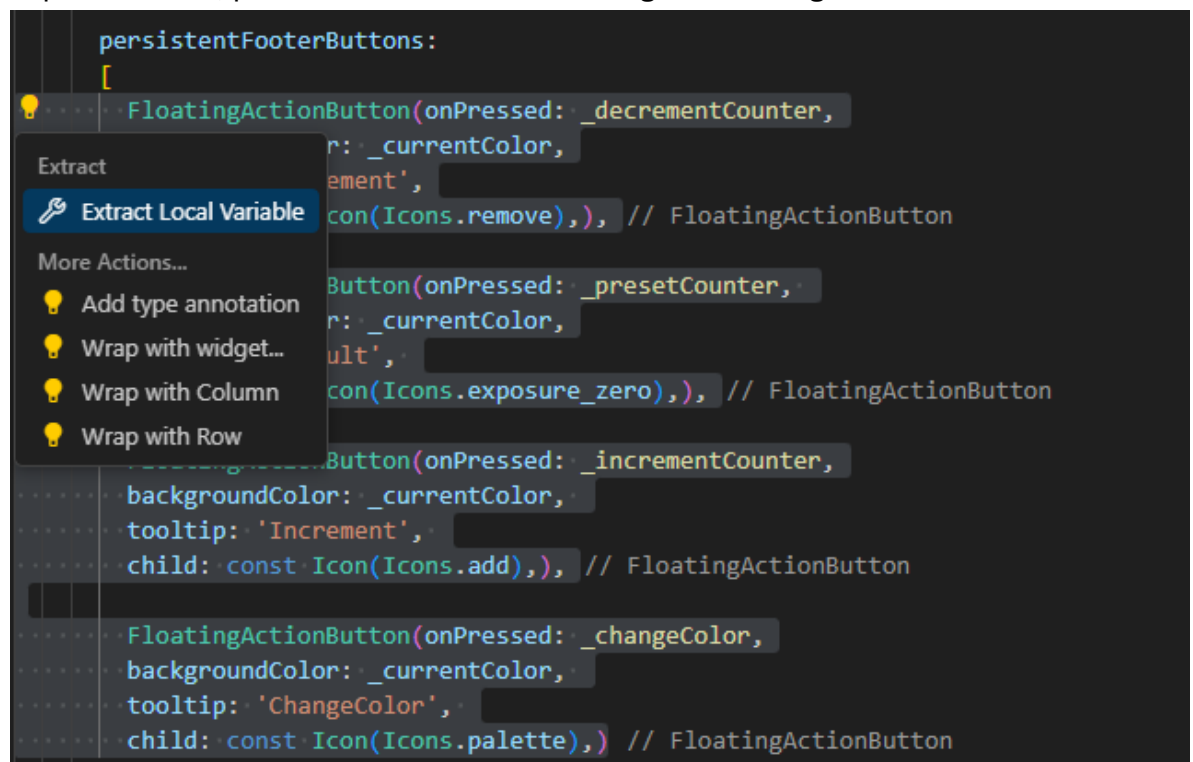 persistentFooterButtons:
[
FloatingActionButton(onPressed: _decrementCounter,
r: _currentColor,
Extract
ement',
Extract Local Variable
con(Icons.remove),), // FloatingActionButton
More Actions...
Button(onPressed: _presetCounter,
Add type annotation
r: _currentColor,
Wrap with widget...
ult',
Wrap with Column
con(Icons.exposure_zero),), // FloatingActionButton
Wrap with Row
Button(onPressed: _incrementCounter,
backgroundColor: _currentColor,
tooltip: 'Increment',
child: const Icon(Icons.add),), // FloatingActionButton
FloatingActionButton(onPressed: _changeColor,
backgroundColor: _currentColor,
tooltip: 'ChangeColor',
child: const Icon(Icons.palette),) // FloatingActionButton